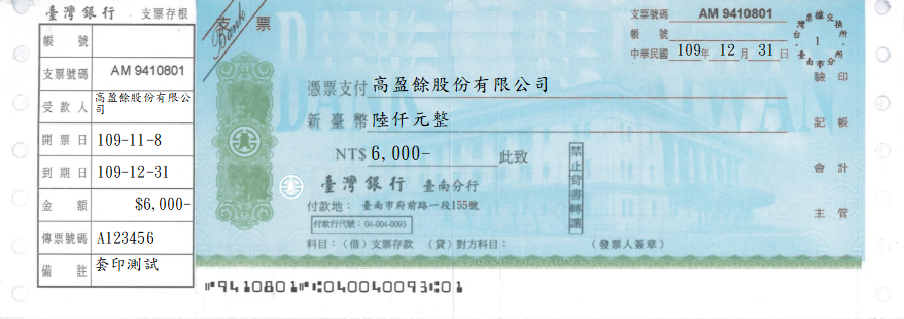 臺灣銀行 支票存根
帳號
支票號碼 AM 9410801
受款人 高盈餘股份有限公司
開票日 109-11-8
到期日 109-12-31
金額 $6,000-
傳票號碼 A123456
備註 套印測試
支票
Bank
支票號碼 AM 9410801
帳號
中華民國 109年 12月 31日
憑票支付 高盈餘股份有限公司
新臺幣 陸仟元整
NT$ 6,000- 此致
臺灣銀行 臺南分行
付款地：臺南市府前路一段155號
付款行代號：04-004-0093
科目：（借）支票存款 （貸）對方科目： （發票人簽章）
禁止背書轉讓
台灣票據交換所
1
臺南市分所
驗印
記帳
會計
主管
BANK OF TAIWAN
9410801 040040093 01